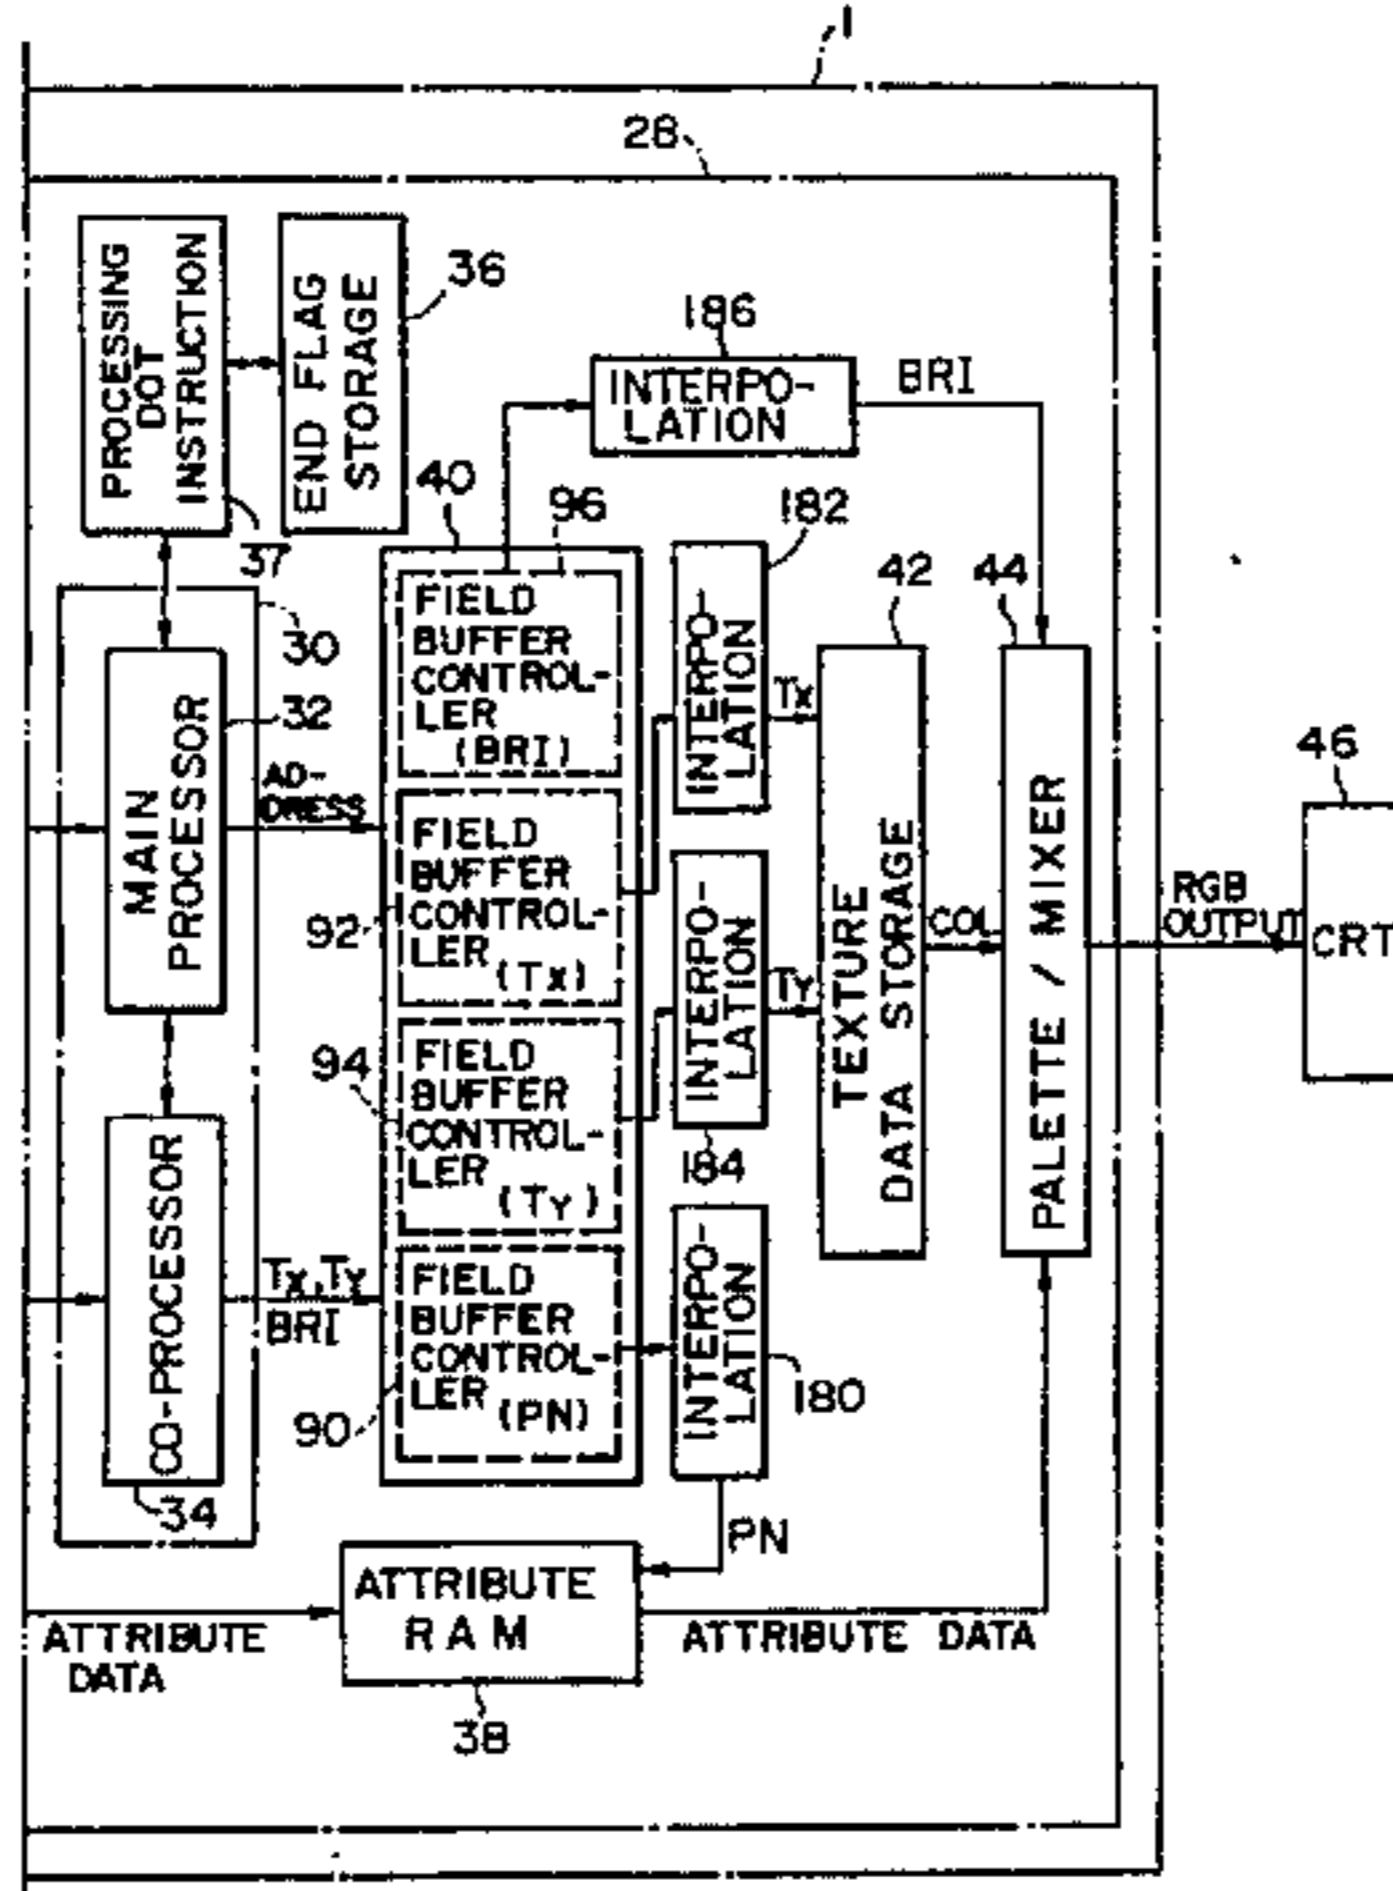 1
28
PROCESSING
DOT
INSTRUCTION
37
END FLAG
STORAGE
36
186
INTERPO-
LATION
BRI
40
96
FIELD
BUFFER
CONTROL-
LER
(BRI)
182
INTERPO-
LATION
Tx
42
44
30
32
MAIN
PROCESSOR
AD-
DRESS
92
FIELD
BUFFER
CONTROL-
LER
(Tx)
94
FIELD
BUFFER
CONTROL-
LER
(Ty)
INTERPO-
LATION
184
Ty
TEXTURE
DATA STORAGE
COL
PALETTE / MIXER
RGB
OUTPUT
46
CRT
CO-PROCESSOR
34
Tx,Ty
BRI
90
FIELD
BUFFER
CONTROL-
LER
(PN)
INTERPO-
LATION
180
PN
ATTRIBUTE
DATA
ATTRIBUTE
RAM
38
ATTRIBUTE DATA